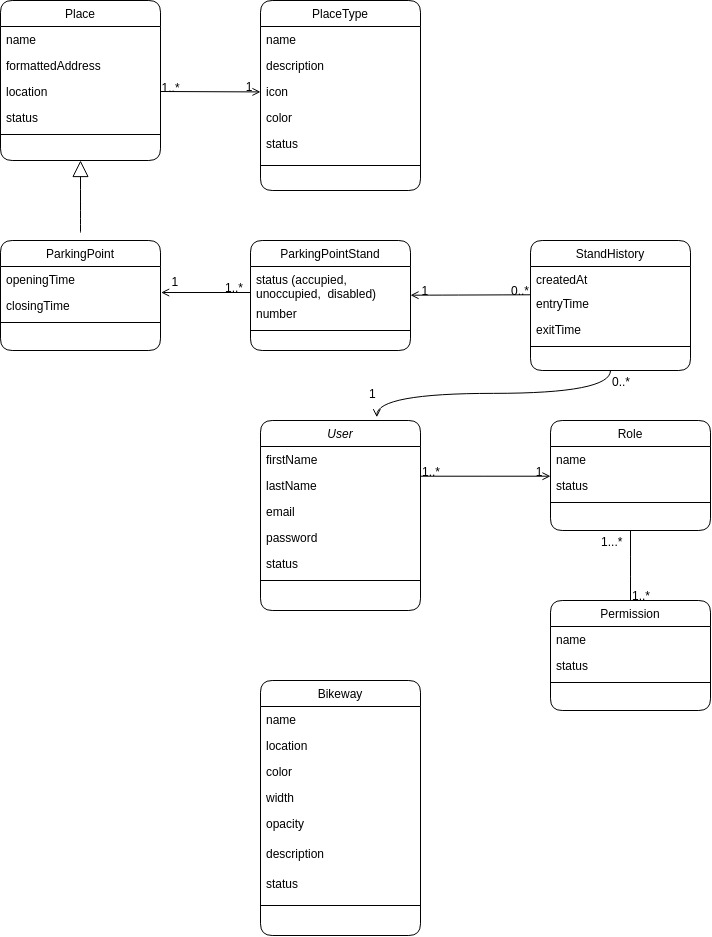 Place
name
formattedAddress
location
status
1..*
1
PlaceType
name
description
icon
color
status
ParkingPoint
openingTime
closingTime
1
1..*
ParkingPointStand
status (accupied,
unoccupied,  disabled)
number
1
0..*
StandHistory
createdAt
entryTime
exitTime
0..*
1
User
firstName
lastName
email
password
status
1..*
1
Role
name
status
1...*
1..*
Permission
name
status
Bikeway
name
location
color
width
opacity
description
status